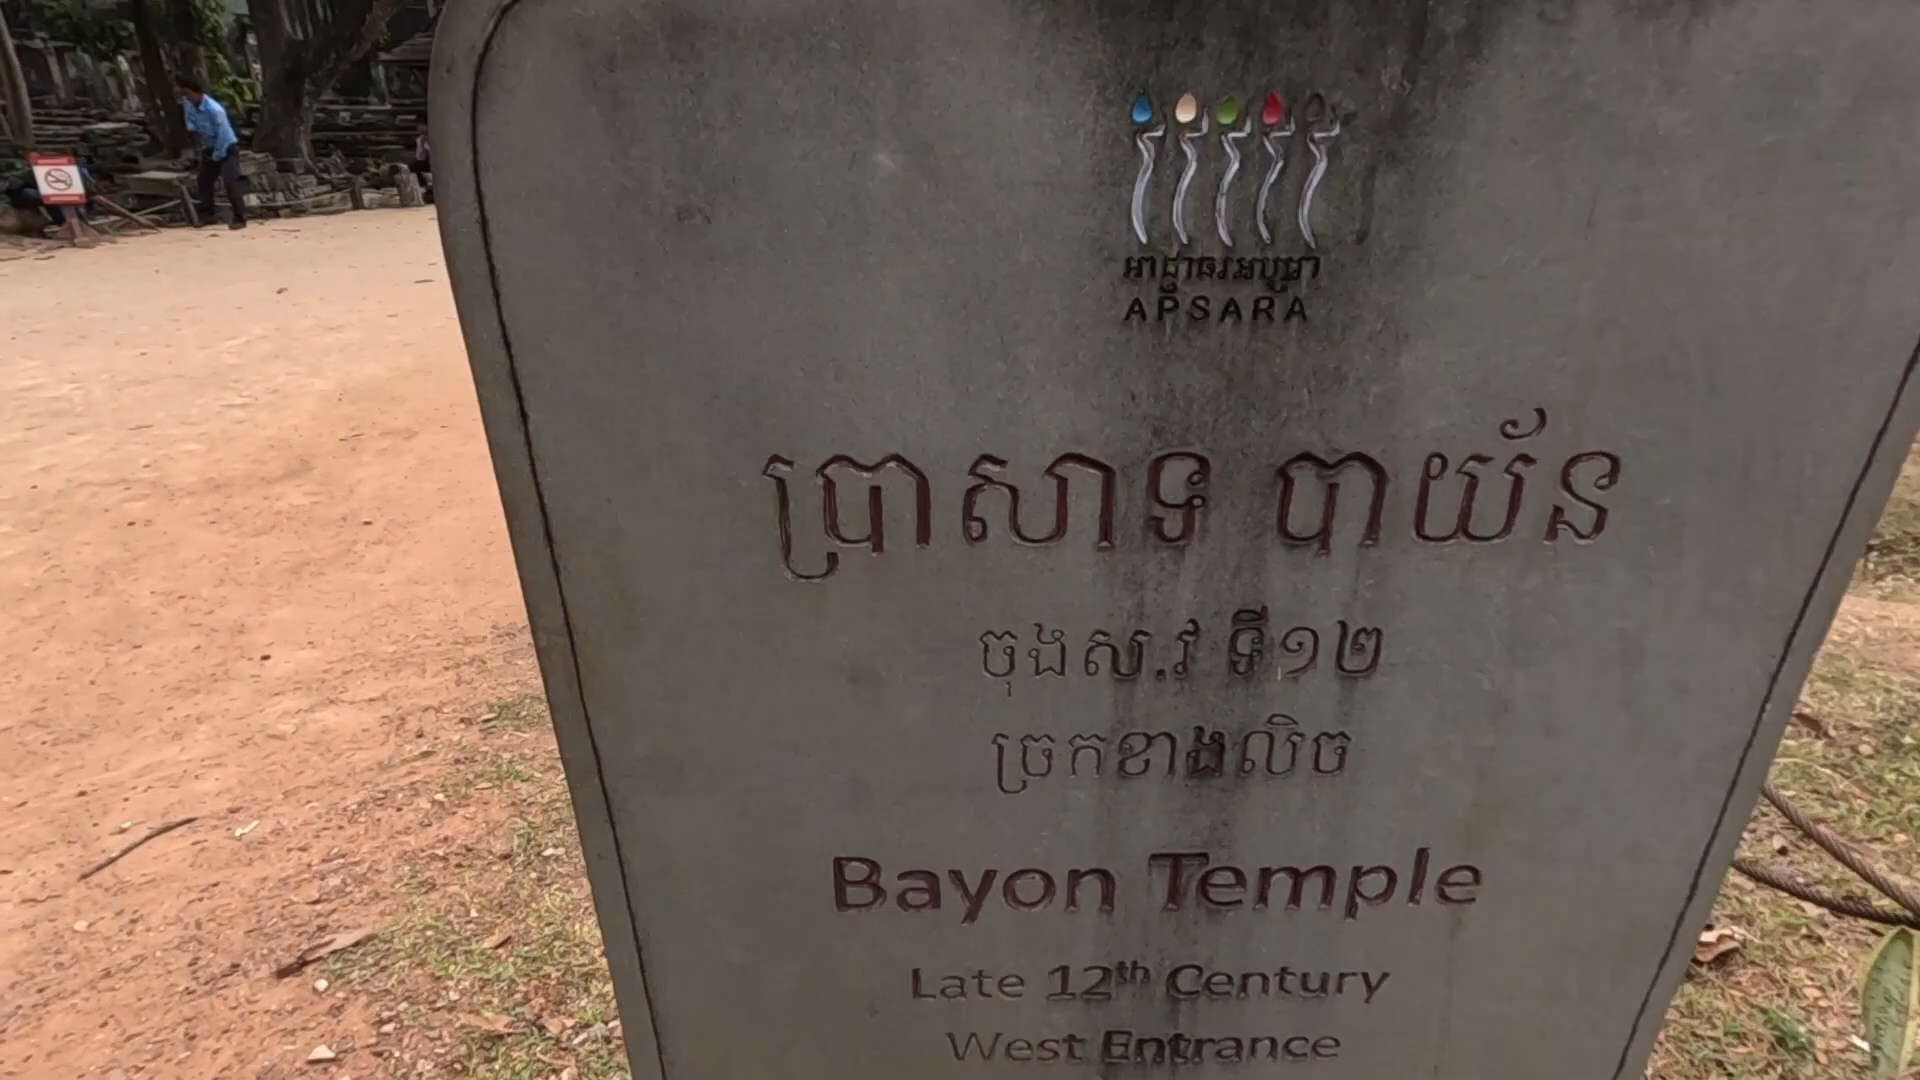 អាជ្ញាធរអប្សរា
APSARA
ប្រាសាទ បាយ័ន
ចុងស.វ ទី១២
ច្រកខាងលិច
Bayon Temple
Late 12th Century
West Entrance